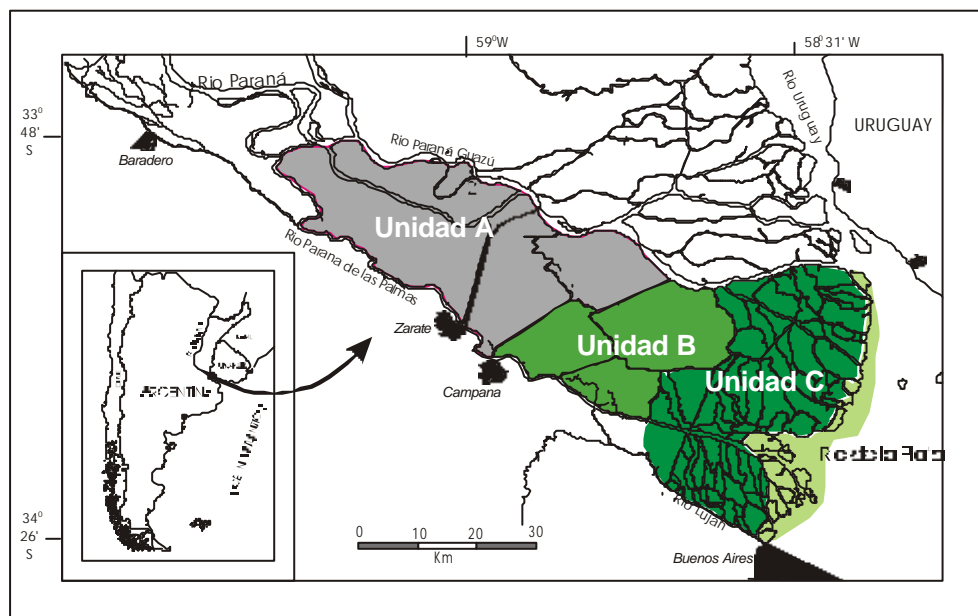 59°W
58°31' W
Rio Paraná
33°
48'
S
Baradero
Rio Paraná Guazú
Rio Uruguay
URUGUAY
Unidad A
Rio Parana de las Palmas
Zarate
Unidad B
Campana
Unidad C
34°
26'
S
0 10 20 30
Km
Rio Luján
Buenos Aires